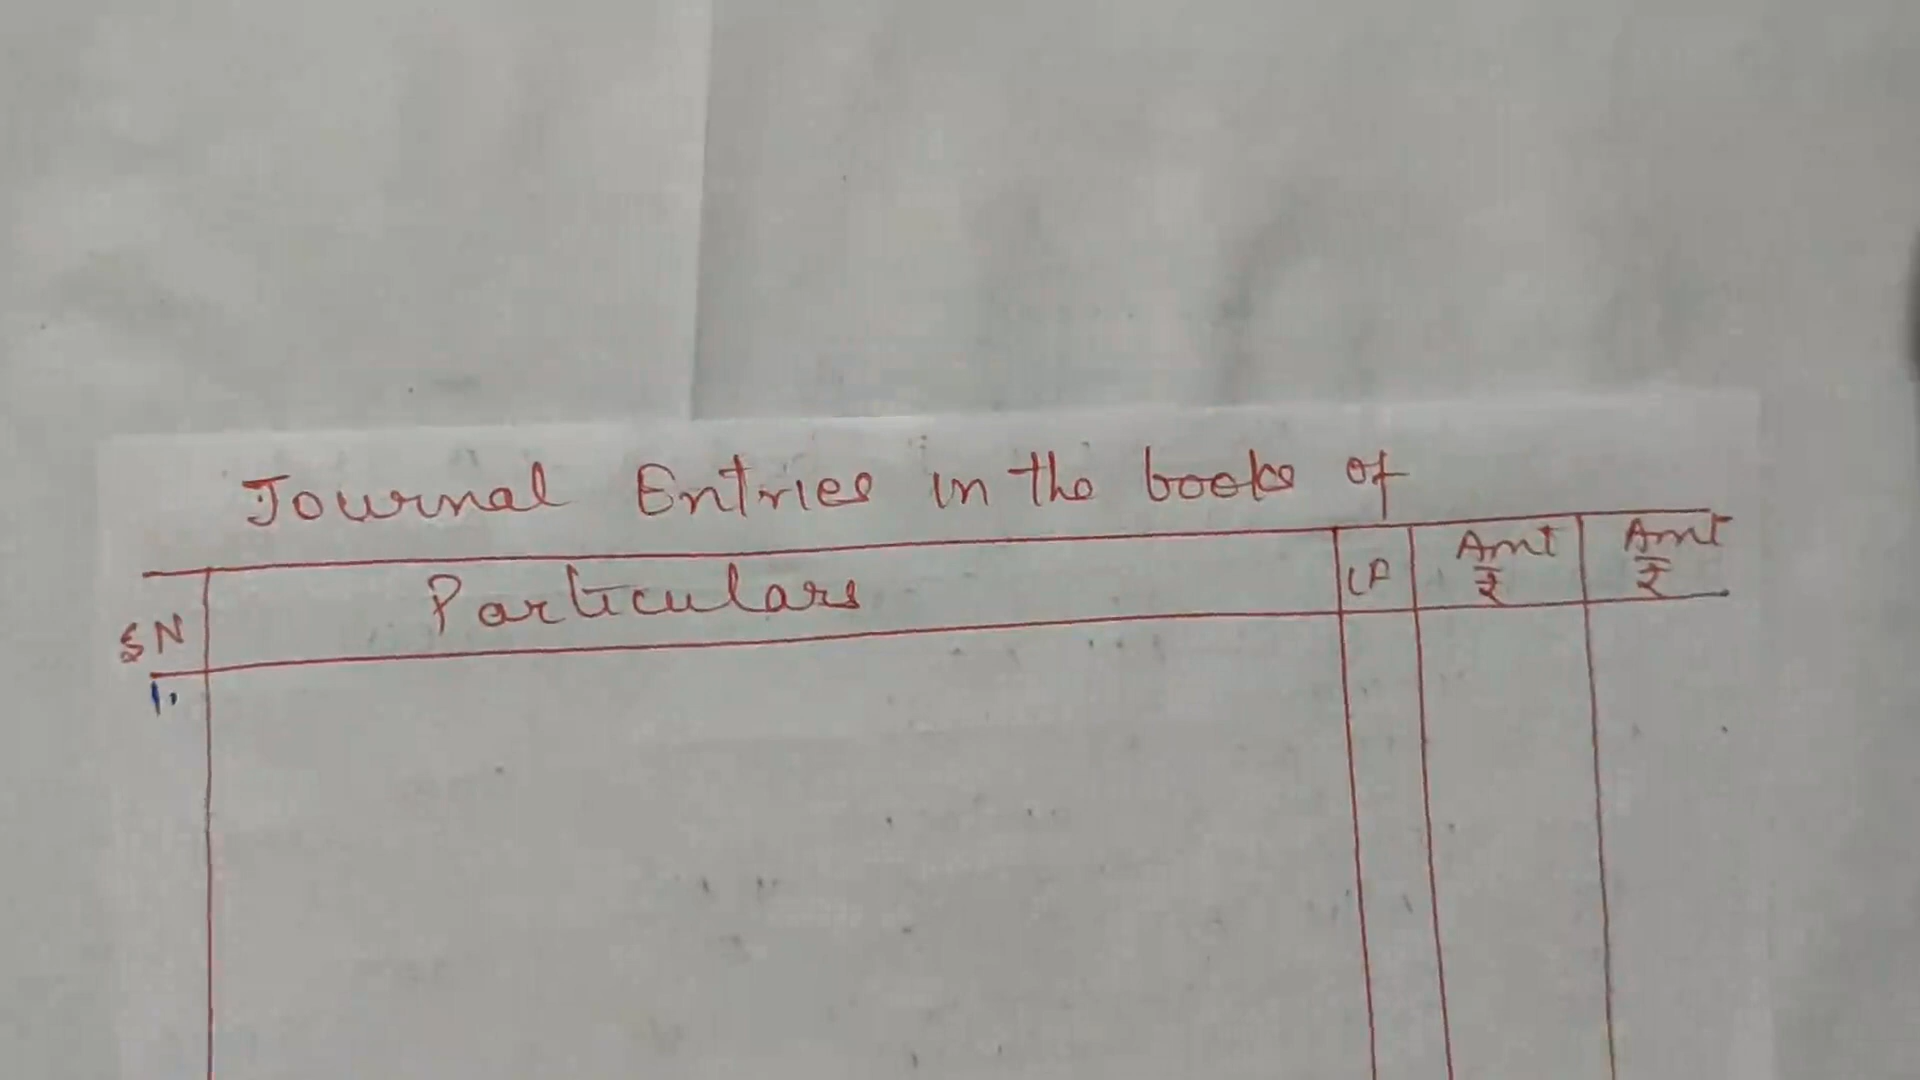 Journal Entries in the books of
SN Particulars LF Amt ₹ Amt ₹
1.